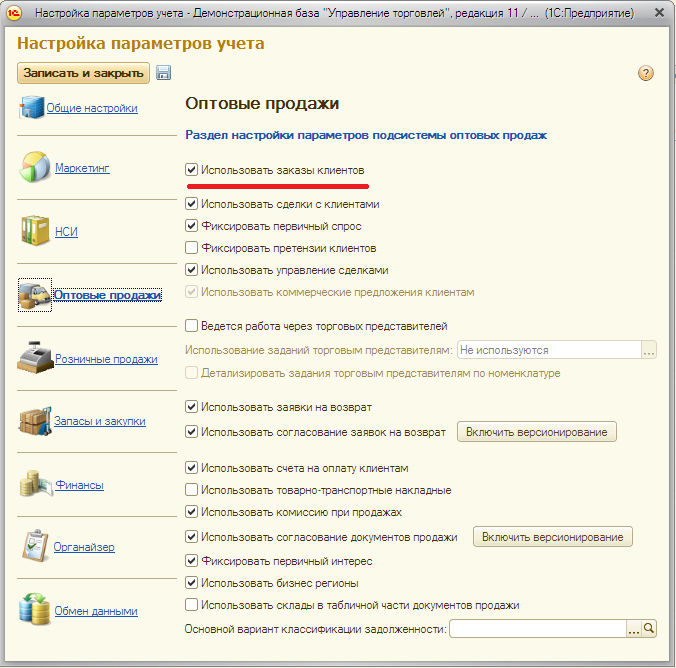 Настройка параметров учета - Демонстрационная база "Управление торговлей", редакция 11 / ... (1С:Предприятие)
Настройка параметров учета
Записать и закрыть
?
Общие настройки
Маркетинг
НСИ
Оптовые продажи
Розничные продажи
Запасы и закупки
Финансы
Органайзер
Обмен данными
Оптовые продажи
Раздел настройки параметров подсистемы оптовых продаж
Использовать заказы клиентов
Использовать сделки с клиентами
Фиксировать первичный спрос
Фиксировать претензии клиентов
Использовать управление сделками
Использовать коммерческие предложения клиентам
Ведется работа через торговых представителей
Использование заданий торговым представителям: Не используются ...
Детализировать задания торговым представителям по номенклатуре
Использовать заявки на возврат
Использовать согласование заявок на возврат Включить версионирование
Использовать счета на оплату клиентам
Использовать товарно-транспортные накладные
Использовать комиссию при продажах
Использовать согласование документов продажи Включить версионирование
Фиксировать первичный интерес
Использовать бизнес регионы
Использовать склады в табличной части документов продажи
Основной вариант классификации задолженности: ...